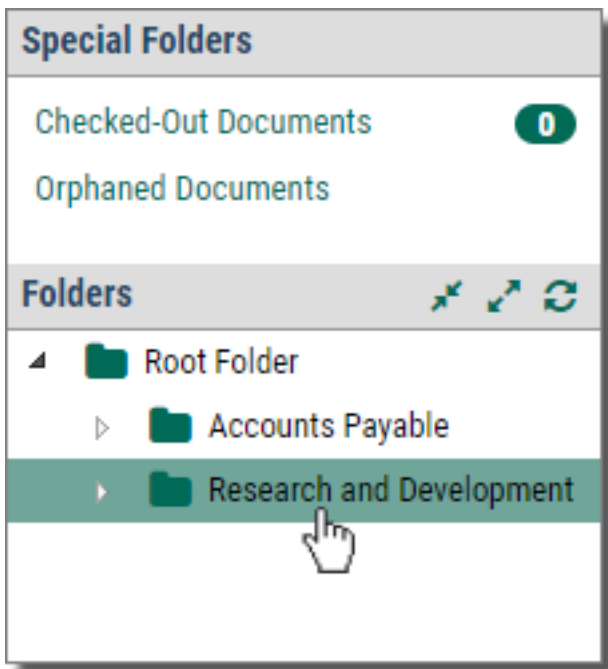 Special Folders
Checked-Out Documents 0
Orphaned Documents
Folders
Root Folder
Accounts Payable
Research and Development